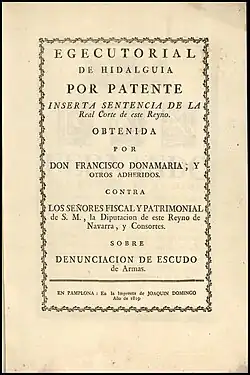 EGECUTORIAL
DE HIDALGUIA
POR PATENTE
INSERTA SENTENCIA DE LA
Real Corte de este Reyno.
OBTENIDA
POR
DON FRANCISCO DONAMARIA; Y
OTROS ADHERIDOS.
CONTRA
LOS SEÑORES FISCAL Y PATRIMONIAL
de S. M., la Diputacion de este Reyno de
Navarra, y Consortes.
SOBRE
DENUNCIACION DE ESCUDO
de Armas.
EN PAMPLONA: En la Imprenta de JOAQUIN DOMINGO
Año de 1819